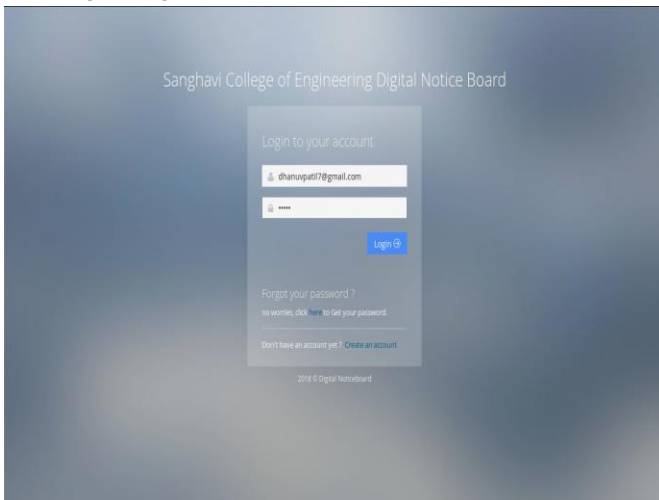 Sanghavi College of Engineering Digital Notice Board
Login to your account
dhanuvpatil7@gmail.com
•••••
Login
Forgot your password ?
no worries, click here to Get your password.
Don't have an account yet ? Create an account
2018 © Digital Noticeboard